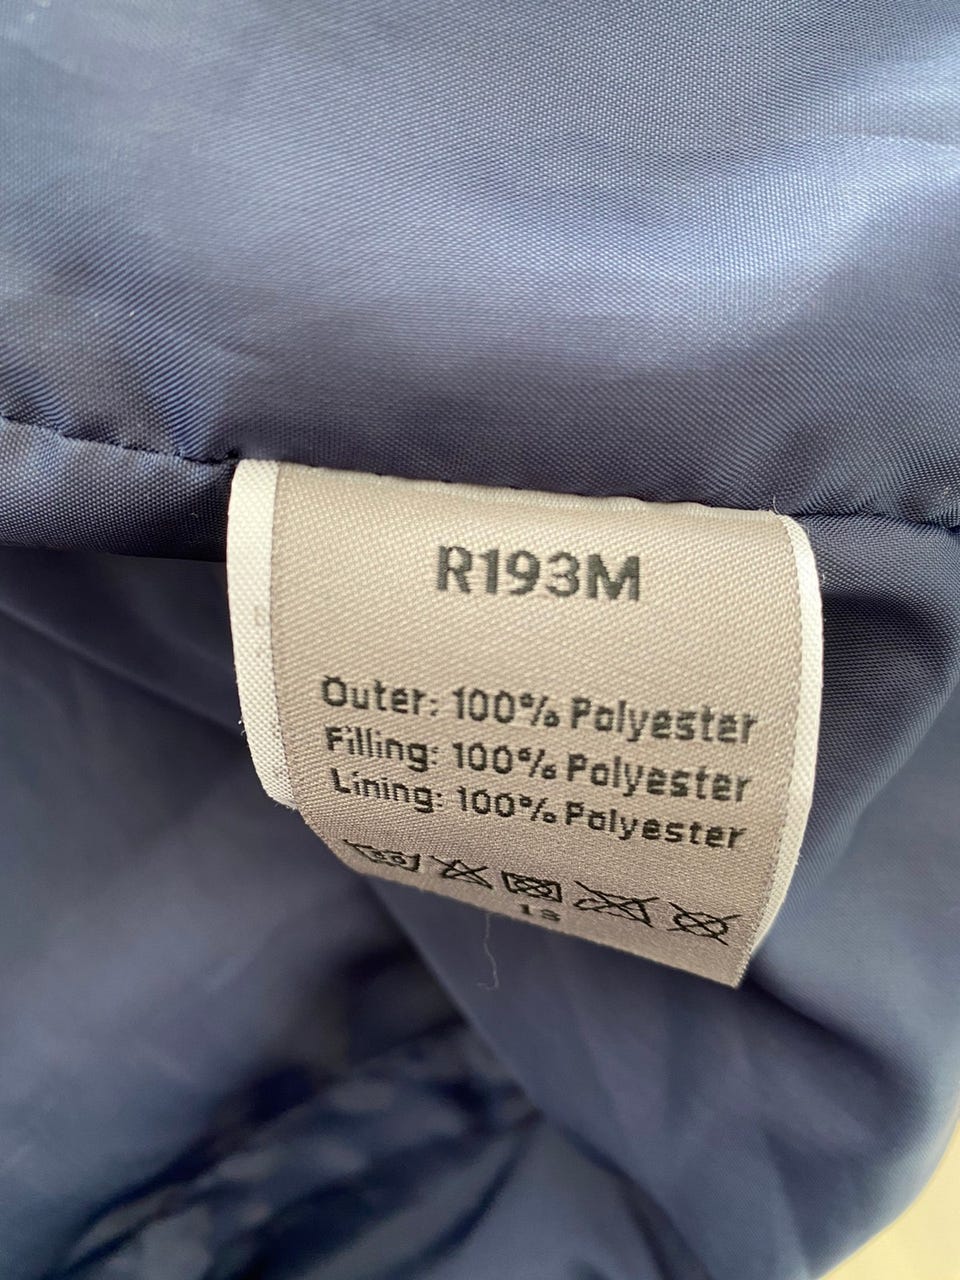 R193M
Outer: 100% Polyester
Filling: 100% Polyester
Lining: 100% Polyester